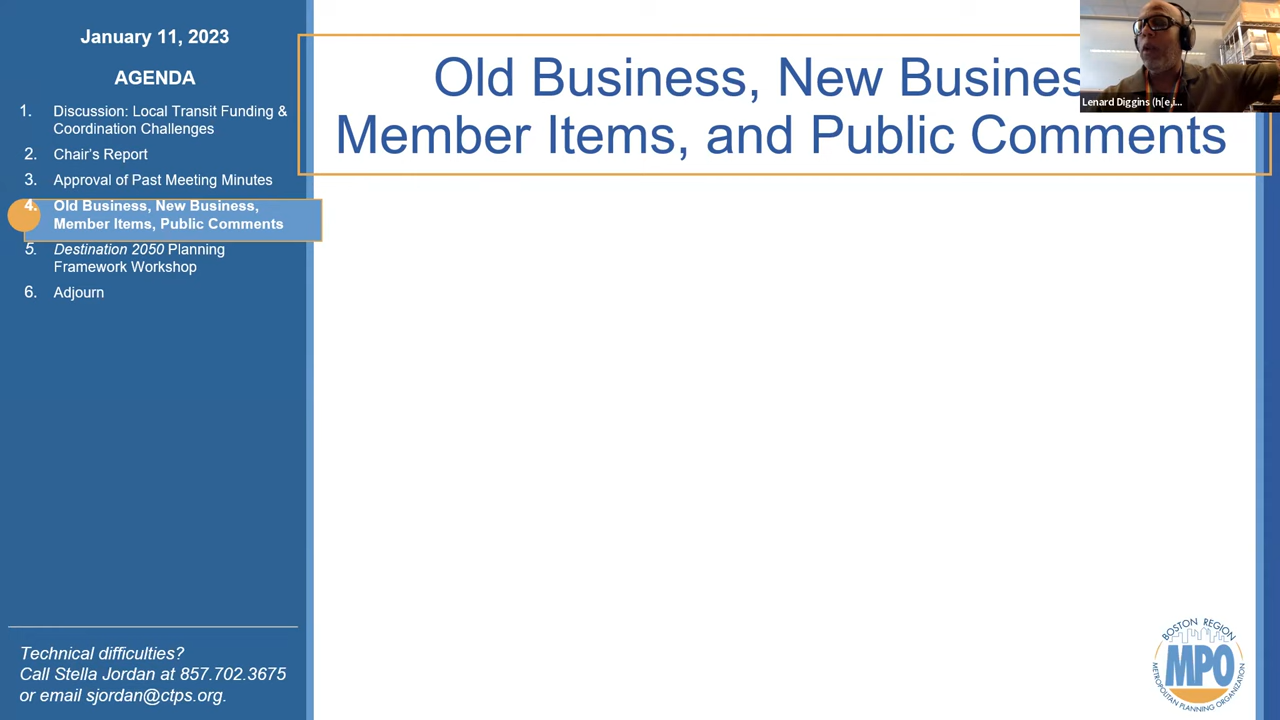 January 11, 2023
AGENDA
1. Discussion: Local Transit Funding &
Coordination Challenges
2. Chair's Report
3. Approval of Past Meeting Minutes
4. Old Business, New Business,
Member Items, Public Comments
5. Destination 2050 Planning
Framework Workshop
6. Adjourn
Technical difficulties?
Call Stella Jordan at 857.702.3675
or email sjordan@ctps.org.
Old Business, New Busines
Member Items, and Public Comments
Lenard Diggins (h[e,i...
BOSTON REGION
MPO
METROPOLITAN PLANNING ORGANIZATION